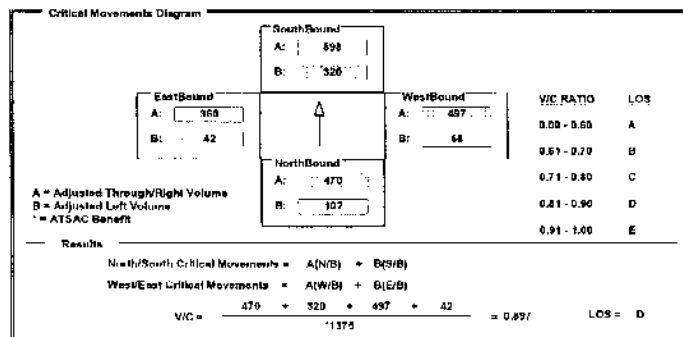 Critical Movements Diagram
SouthBound
A: 598
B: 320
EastBound
A: 360
B: 42
WestBound
A: 497
B: 68
NorthBound
A: 470
B: 107
V/C RATIO LOS
0.00 - 0.60 A
0.61 - 0.70 B
0.71 - 0.80 C
0.81 - 0.90 D
0.91 - 1.00 E
A = Adjusted Through/Right Volume
B = Adjusted Left Volume
* = ATSAC Benefit
Results
North/South Critical Movements = A(N/B) + B(S/B)
West/East Critical Movements = A(W/B) + B(E/B)
V/C = 470 + 320 + 497 + 42 = 0.897 LOS = D
*1375